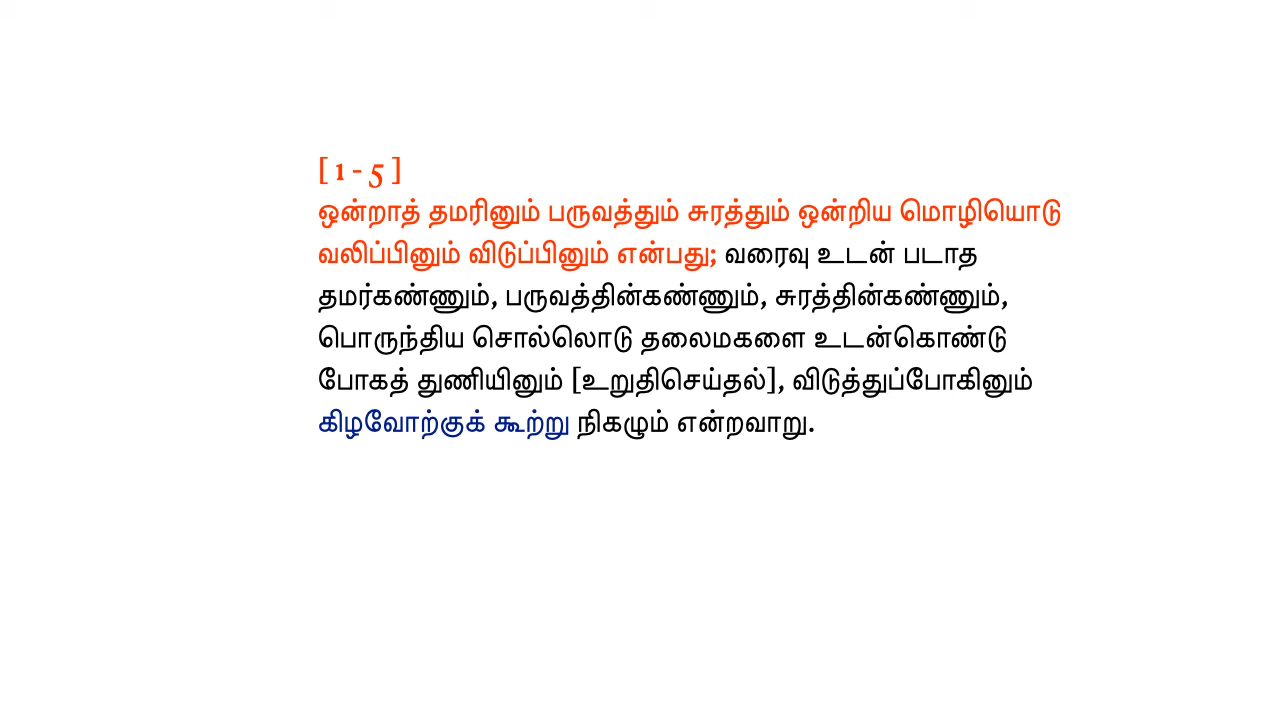 [ 1 - 5 ]
ஒன்றாத் தமரினும் பருவத்தும் சுரத்தும் ஒன்றிய மொழியொடு
வலிப்பினும் விடுப்பினும் என்பது; வரைவு உடன் படாத
தமர்கண்ணும், பருவத்தின்கண்ணும், சுரத்தின்கண்ணும்,
பொருந்திய சொல்லொடு தலைமகளை உடன்கொண்டு
போகத் துணியினும் [உறுதிசெய்தல்], விடுத்துப்போகினும்
கிழவோற்குக் கூற்று நிகழும் என்றவாறு.